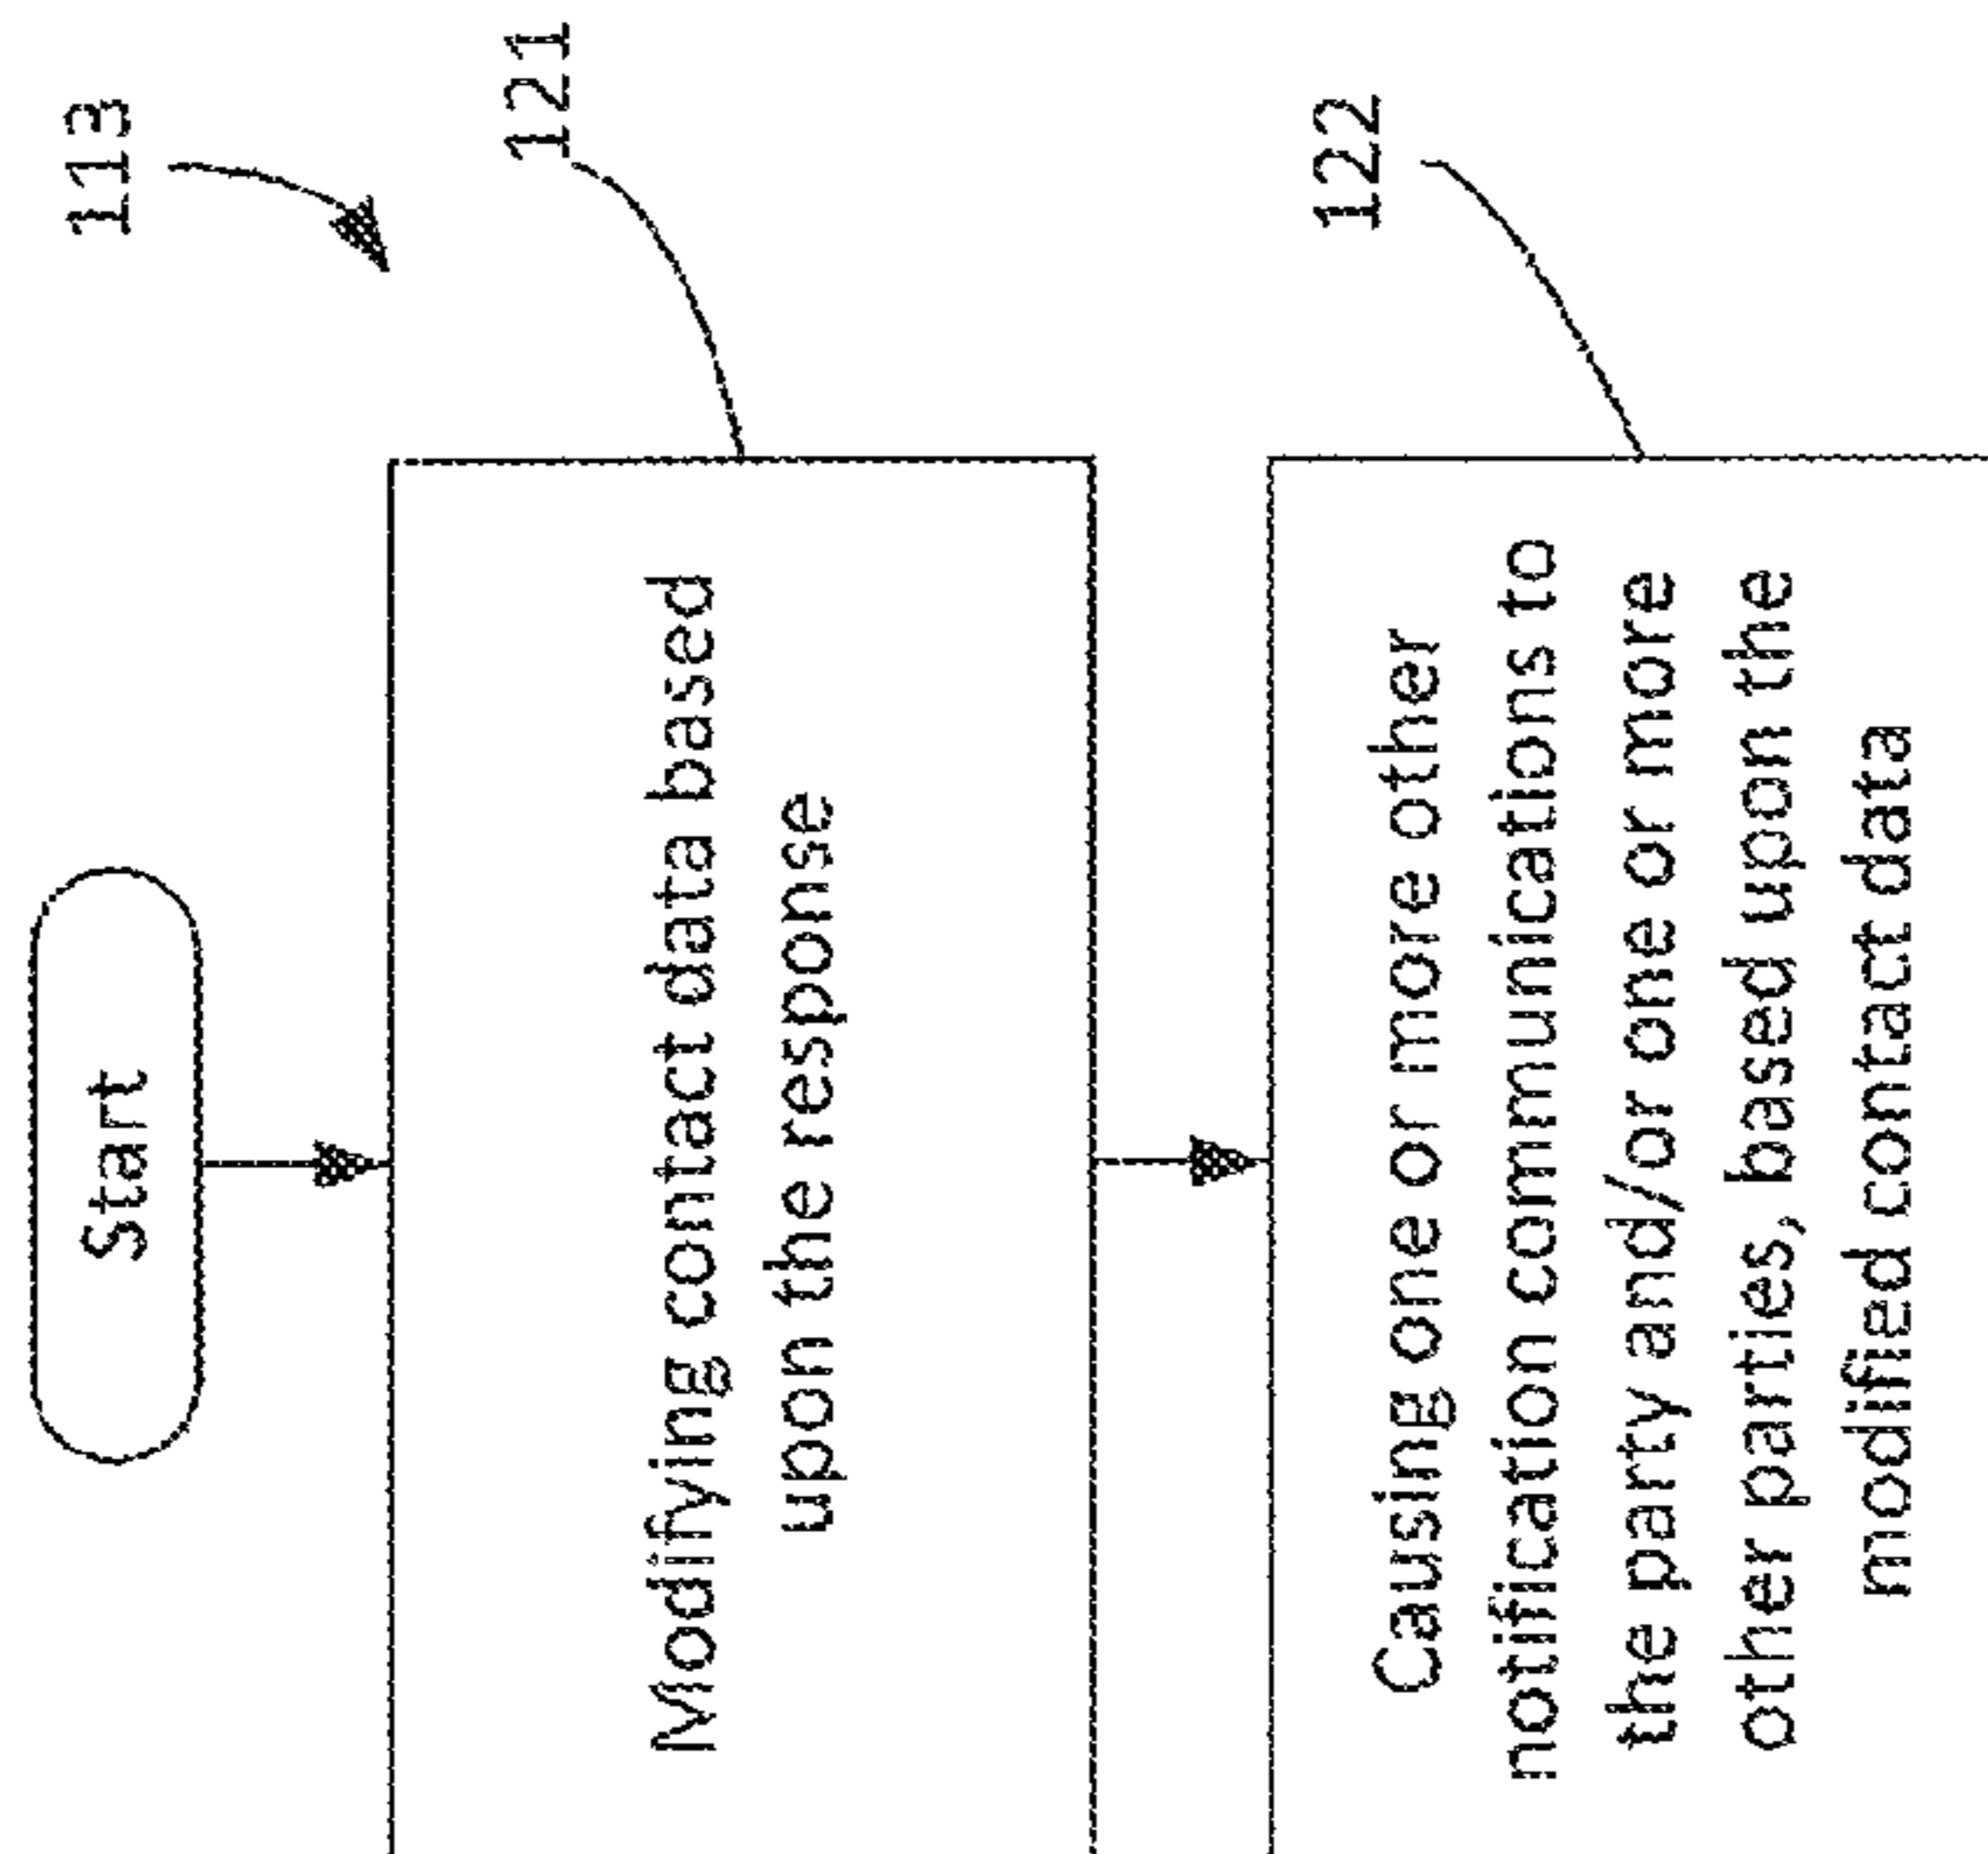 113
Start
121
Modifying contact data based
upon the response
122
Causing one or more other
notification communications to
the party and/or one or more
other parties, based upon the
modified contact data